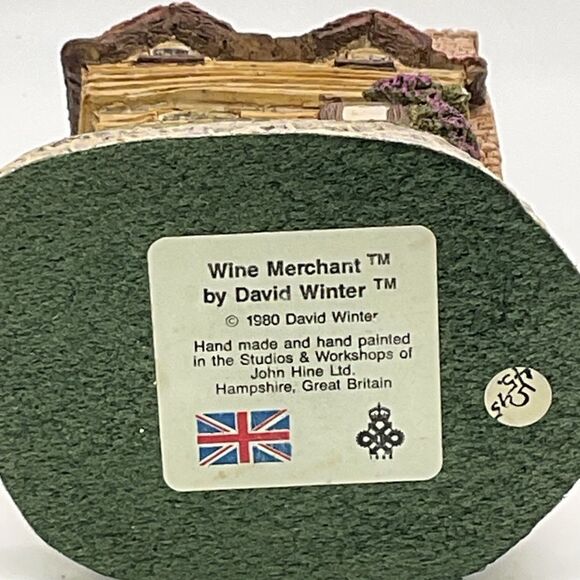 Wine Merchant ™
by David Winter ™
© 1980 David Winter
Hand made and hand painted
in the Studios & Workshops of
John Hine Ltd.
Hampshire, Great Britain